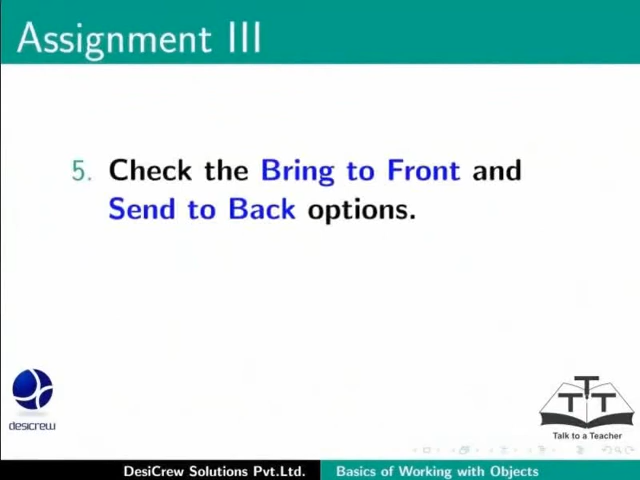 Assignment III
5. Check the Bring to Front and
Send to Back options.
desicrew
TTT
Talk to a Teacher
DesiCrew Solutions Pvt.Ltd. Basics of Working with Objects